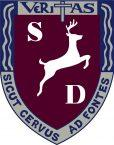 VERITAS
S
D
SICUT CERVUS AD FONTES